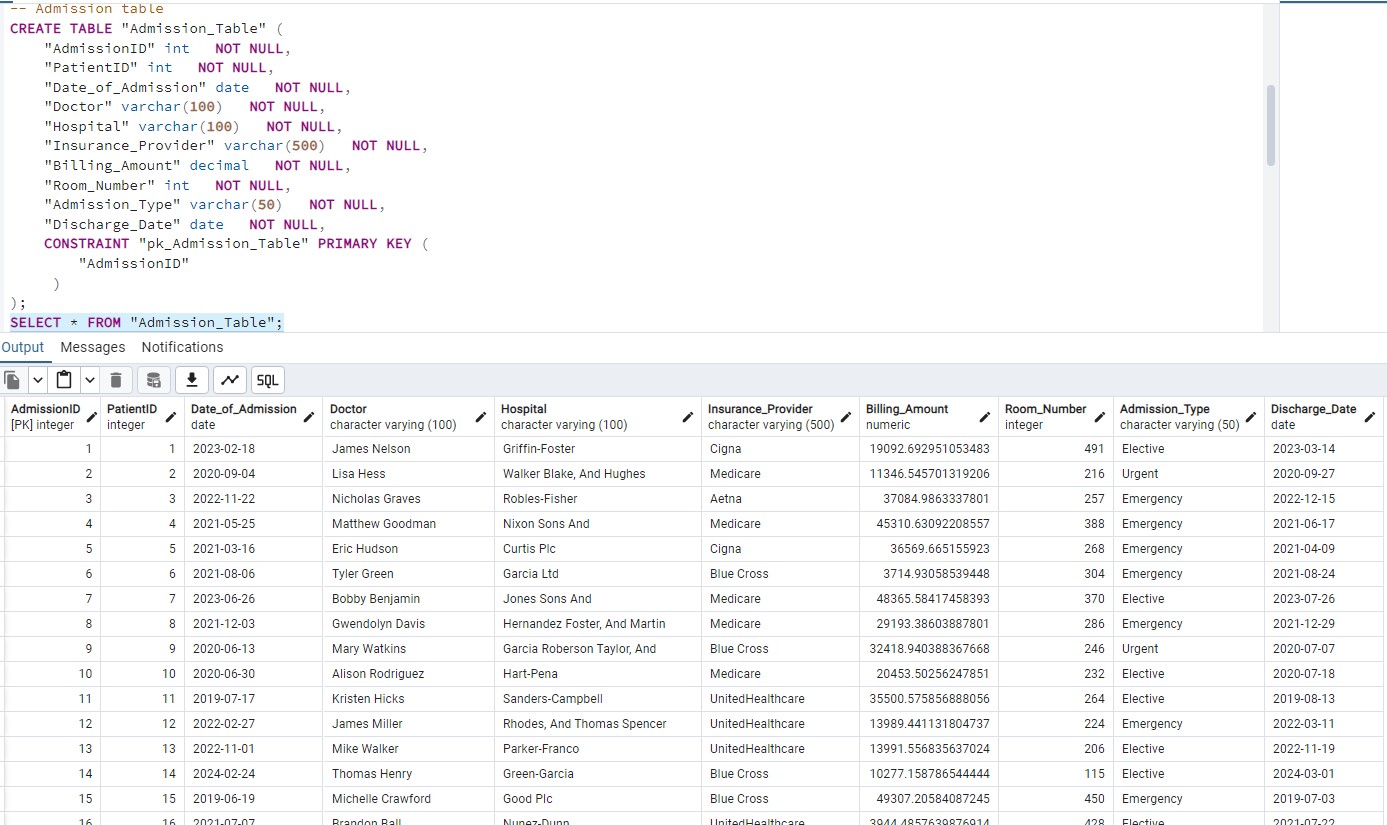 -- Admission table
CREATE TABLE "Admission_Table" (
"AdmissionID" int NOT NULL,
"PatientID" int NOT NULL,
"Date_of_Admission" date NOT NULL,
"Doctor" varchar(100) NOT NULL,
"Hospital" varchar(100) NOT NULL,
"Insurance_Provider" varchar(500) NOT NULL,
"Billing_Amount" decimal NOT NULL,
"Room_Number" int NOT NULL,
"Admission_Type" varchar(50) NOT NULL,
"Discharge_Date" date NOT NULL,
CONSTRAINT "pk_Admission_Table" PRIMARY KEY (
"AdmissionID"
)
);
SELECT * FROM "Admission_Table";
Output Messages Notifications
SQL
AdmissionID PatientID Date_of_Admission Doctor Hospital Insurance_Provider Billing_Amount Room_Number Admission_Type Discharge_Date
[PK] integer integer date character varying (100) character varying (100) character varying (500) numeric integer character varying (50) date
1 1 2023-02-18 James Nelson Griffin-Foster Cigna 19092.692951053483 491 Elective 2023-03-14
2 2 2020-09-04 Lisa Hess Walker Blake, And Hughes Medicare 11346.545701319206 216 Urgent 2020-09-27
3 3 2022-11-22 Nicholas Graves Robles-Fisher Aetna 37084.9863337801 257 Emergency 2022-12-15
4 4 2021-05-25 Matthew Goodman Nixon Sons And Medicare 45310.63092208557 388 Emergency 2021-06-17
5 5 2021-03-16 Eric Hudson Curtis Plc Cigna 36569.665155923 268 Emergency 2021-04-09
6 6 2021-08-06 Tyler Green Garcia Ltd Blue Cross 3714.93058539448 304 Emergency 2021-08-24
7 7 2023-06-26 Bobby Benjamin Jones Sons And Medicare 48365.58417458393 370 Elective 2023-07-26
8 8 2021-12-03 Gwendolyn Davis Hernandez Foster, And Martin Medicare 29193.38603887801 286 Emergency 2021-12-29
9 9 2020-06-13 Mary Watkins Garcia Roberson Taylor, And Blue Cross 32418.940388367668 246 Urgent 2020-07-07
10 10 2020-06-30 Alison Rodriguez Hart-Pena Medicare 20453.50256247851 232 Elective 2020-07-18
11 11 2019-07-17 Kristen Hicks Sanders-Campbell UnitedHealthcare 35500.575856888056 264 Elective 2019-08-13
12 12 2022-02-27 James Miller Rhodes, And Thomas Spencer UnitedHealthcare 13989.441131804737 224 Emergency 2022-03-11
13 13 2022-11-01 Mike Walker Parker-Franco UnitedHealthcare 13991.556835637024 206 Elective 2022-11-19
14 14 2024-02-24 Thomas Henry Green-Garcia Blue Cross 10277.158786544444 115 Elective 2024-03-01
15 15 2019-06-19 Michelle Crawford Good Plc Blue Cross 49307.20584087245 450 Emergency 2019-07-03
16 16 2021-07-07 Brandon Ball Nunez-Dunn UnitedHealthcare 3944.4857639876914 428 Elective 2021-07-22